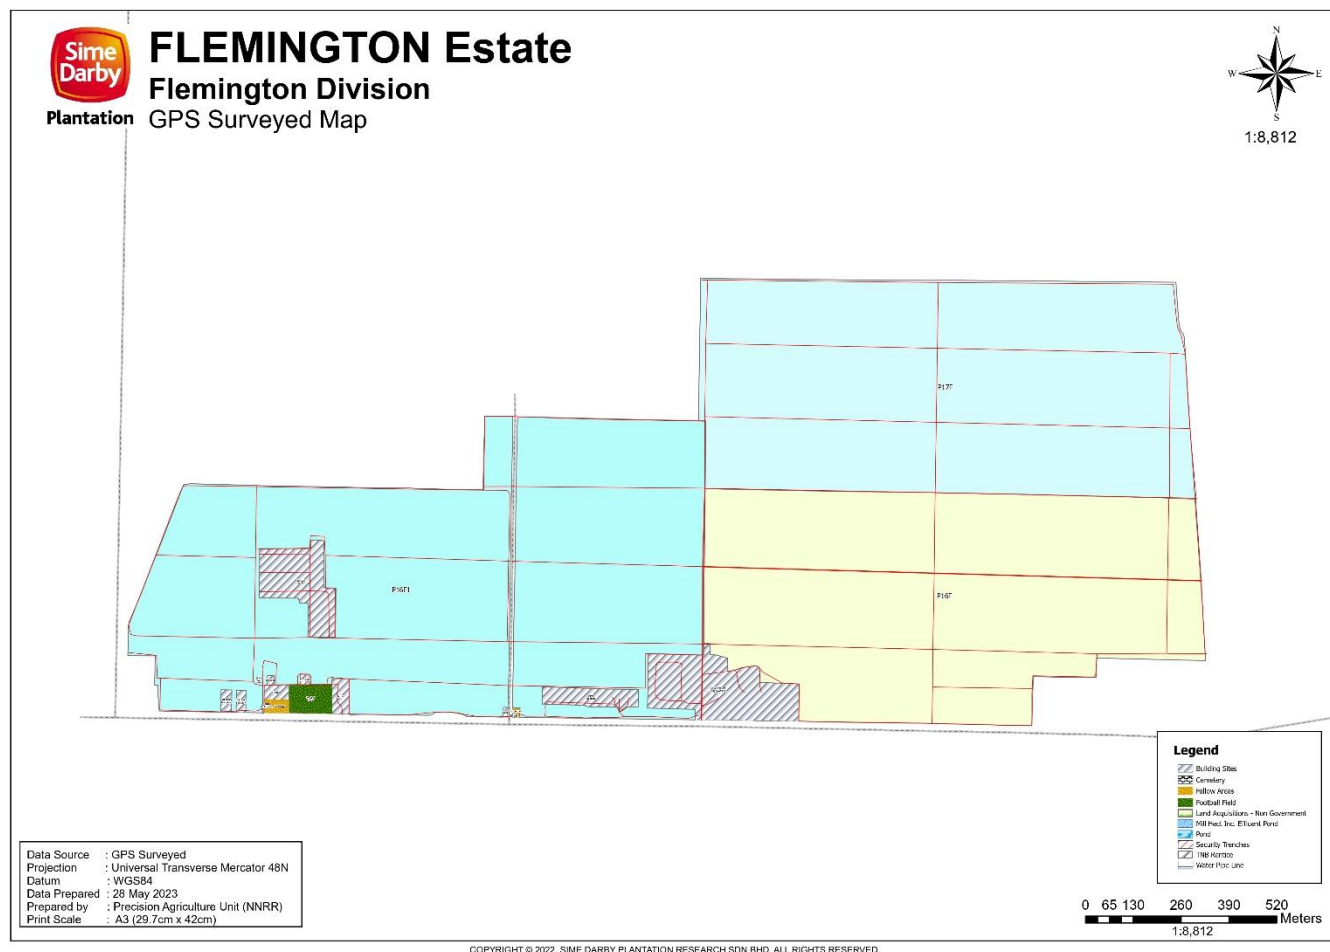 Sime
Darby
Plantation
FLEMINGTON Estate
Flemington Division
GPS Surveyed Map
N
W
E
S
1:8,812
P17F
P16F1
P16F
Legend
Building Sites
Cemetery
Fallow Areas
Football Field
Land Acquisitions - Non Government
Mill Hect Inc. Effluent Pond
Pond
Security Trenches
TNB Rentice
Water Pipe Line
Data Source : GPS Surveyed
Projection : Universal Transverse Mercator 48N
Datum : WGS84
Data Prepared : 28 May 2023
Prepared by : Precision Agriculture Unit (NNRR)
Print Scale : A3 (29.7cm x 42cm)
0 65 130 260 390 520
Meters
1:8,812
COPYRIGHT © 2022. SIME DARBY PLANTATION RESEARCH SDN BHD. ALL RIGHTS RESERVED